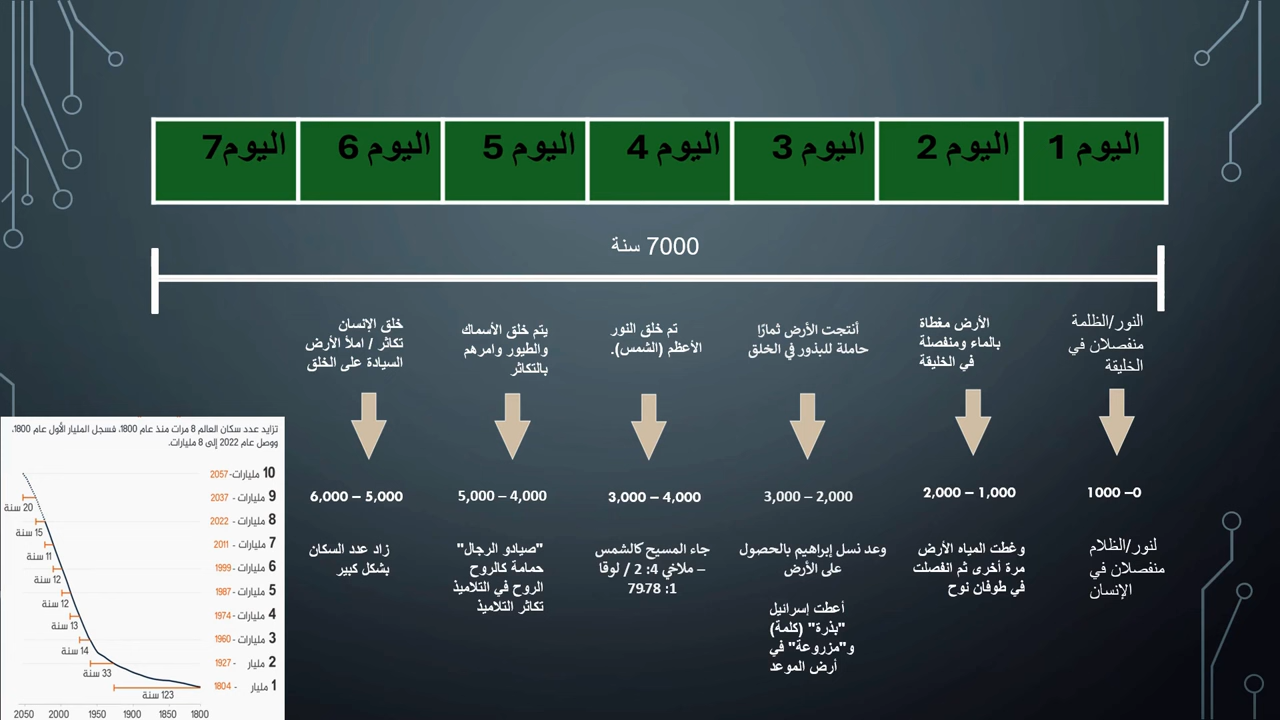 اليوم 1
اليوم 2
اليوم 3
اليوم 4
اليوم 5
اليوم 6
اليوم7
7000 سنة
النور/الظلمة
منفصلان في
الخليقة
الأرض مغطاة
بالماء ومنفصلة
في الخليقة
أنتجت الأرض ثمارًا
حاملة للبذور في الخلق
تم خلق النور
الأعظم (الشمس).
يتم خلق الأسماك
والطيور وامرهم
بالتكاثر
خلق الإنسان
تكاثر / املأ الأرض
السيادة على الخلق
1000 –0
2,000 – 1,000
3,000 – 2,000
3,000 – 4,000
5,000 – 4,000
6,000 – 5,000
لنور/الظلام
منفصلان في
الإنسان
وغطت المياه الأرض
مرة أخرى ثم انفصلت
في طوفان نوح
وعد نسل إبراهيم بالحصول
على الأرض
أعطت إسرائيل
"بذرة" (كلمة)
و"مزروعة" في
أرض الموعد
جاء المسيح كالشمس
– ملاخي 4: 2 / لوقا
1: 7978
"صيادو الرجال"
حمامة كالروح
الروح في التلاميذ
تكاثر التلاميذ
زاد عدد السكان
بشكل كبير
تزايد عدد سكان العالم 8 مرات منذ عام 1800، فسجل المليار الأول عام 1800،
ووصل عام 2022 إلى 8 مليارات.
10 مليارات-2057
9 مليارات - 2037
20 سنة
8 مليارات - 2022
15 سنة
7 مليارات - 2011
11 سنة
6 مليارات - 1999
12 سنة
5 مليارات - 1987
12 سنة
4 مليارات - 1974
13 سنة
3 مليارات - 1960
14 سنة
2 مليار - 1927
33 سنة
1 مليار - 1804
123 سنة
2050 2000 1950 1900 1850 1800